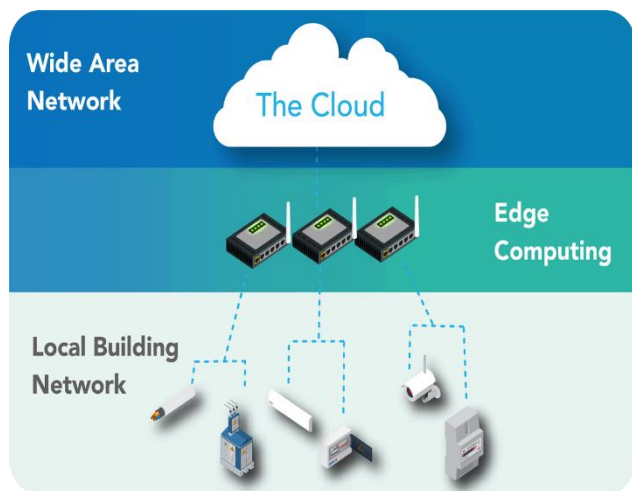 Wide Area
Network
The Cloud
Edge
Computing
Local Building
Network